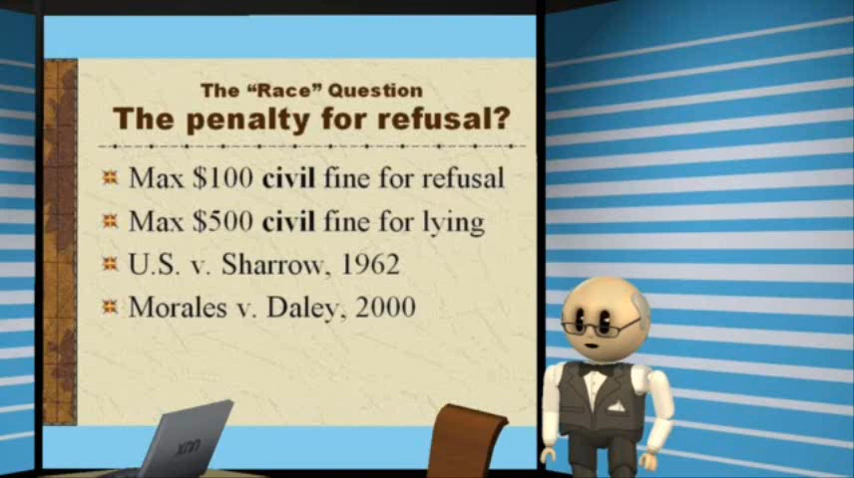 The “Race” Question
The penalty for refusal?
Max $100 civil fine for refusal
Max $500 civil fine for lying
U.S. v. Sharrow, 1962
Morales v. Daley, 2000